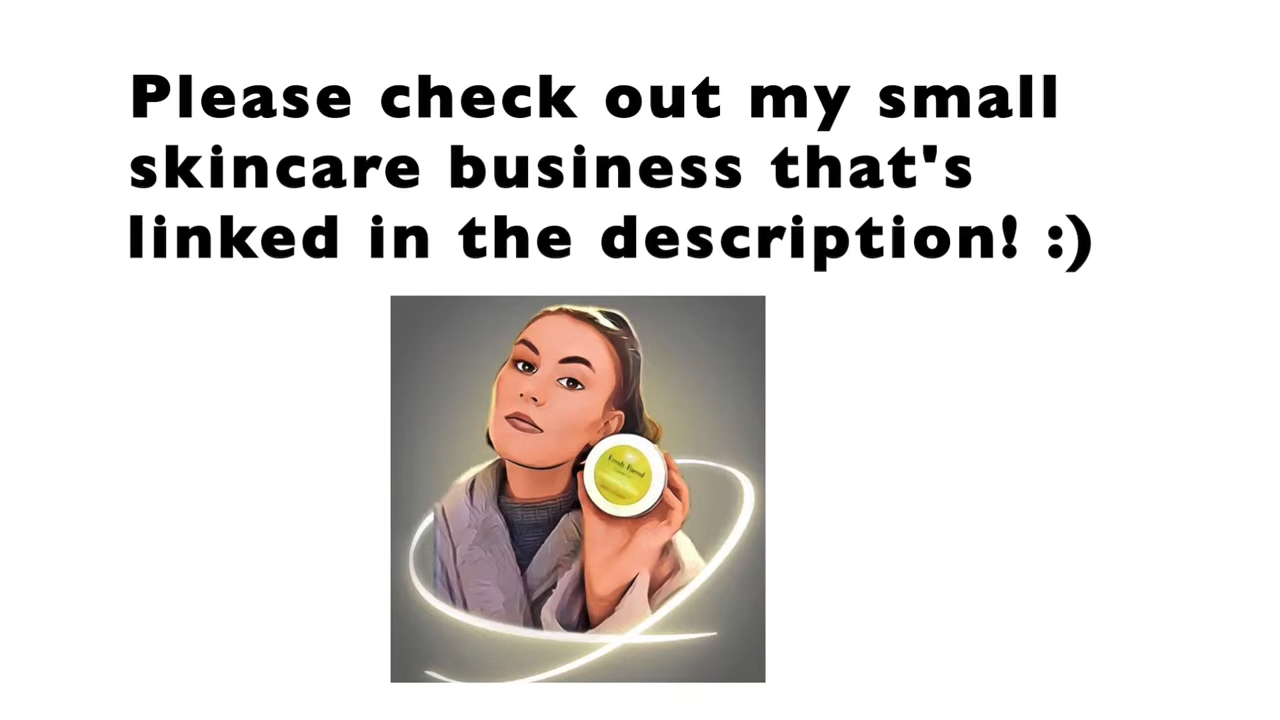 Please check out my small
skincare business that's
linked in the description! :)